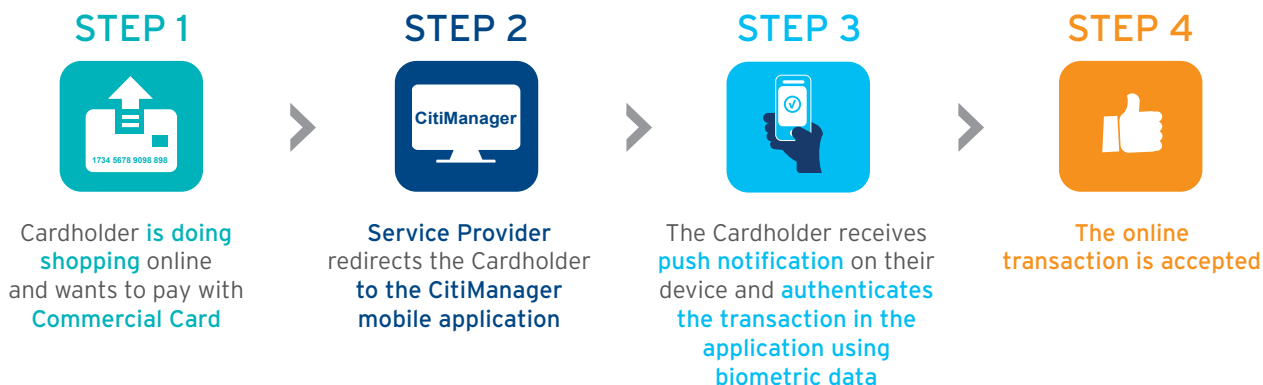 STEP 1
1734 5678 9098 898
Cardholder is doing
shopping online
and wants to pay with
Commercial Card
STEP 2
CitiManager
Service Provider
redirects the Cardholder
to the CitiManager
mobile application
STEP 3
The Cardholder receives
push notification on their
device and authenticates
the transaction in the
application using
biometric data
STEP 4
The online
transaction is accepted